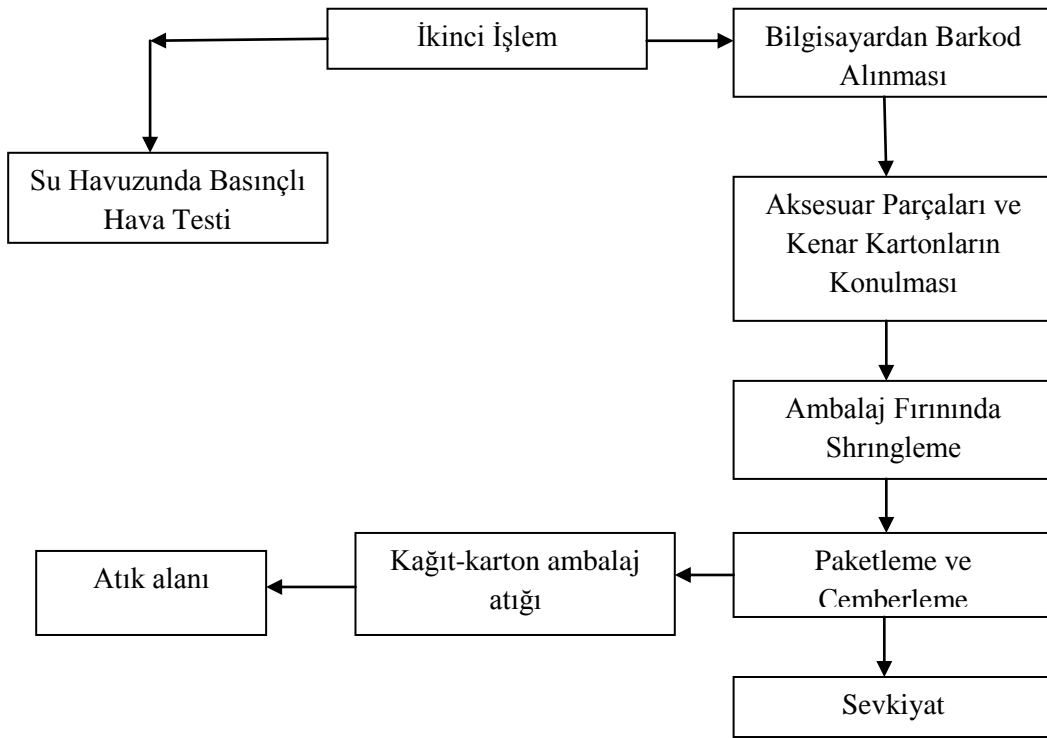 İkinci İşlem
Bilgisayardan Barkod
Alınması
Su Havuzunda Basınçlı
Hava Testi
Aksesuar Parçaları ve
Kenar Kartonların
Konulması
Ambalaj Fırınında
Shrıngleme
Atık alanı
Kağıt-karton ambalaj
atığı
Paketleme ve
Çemberleme
Sevkiyat